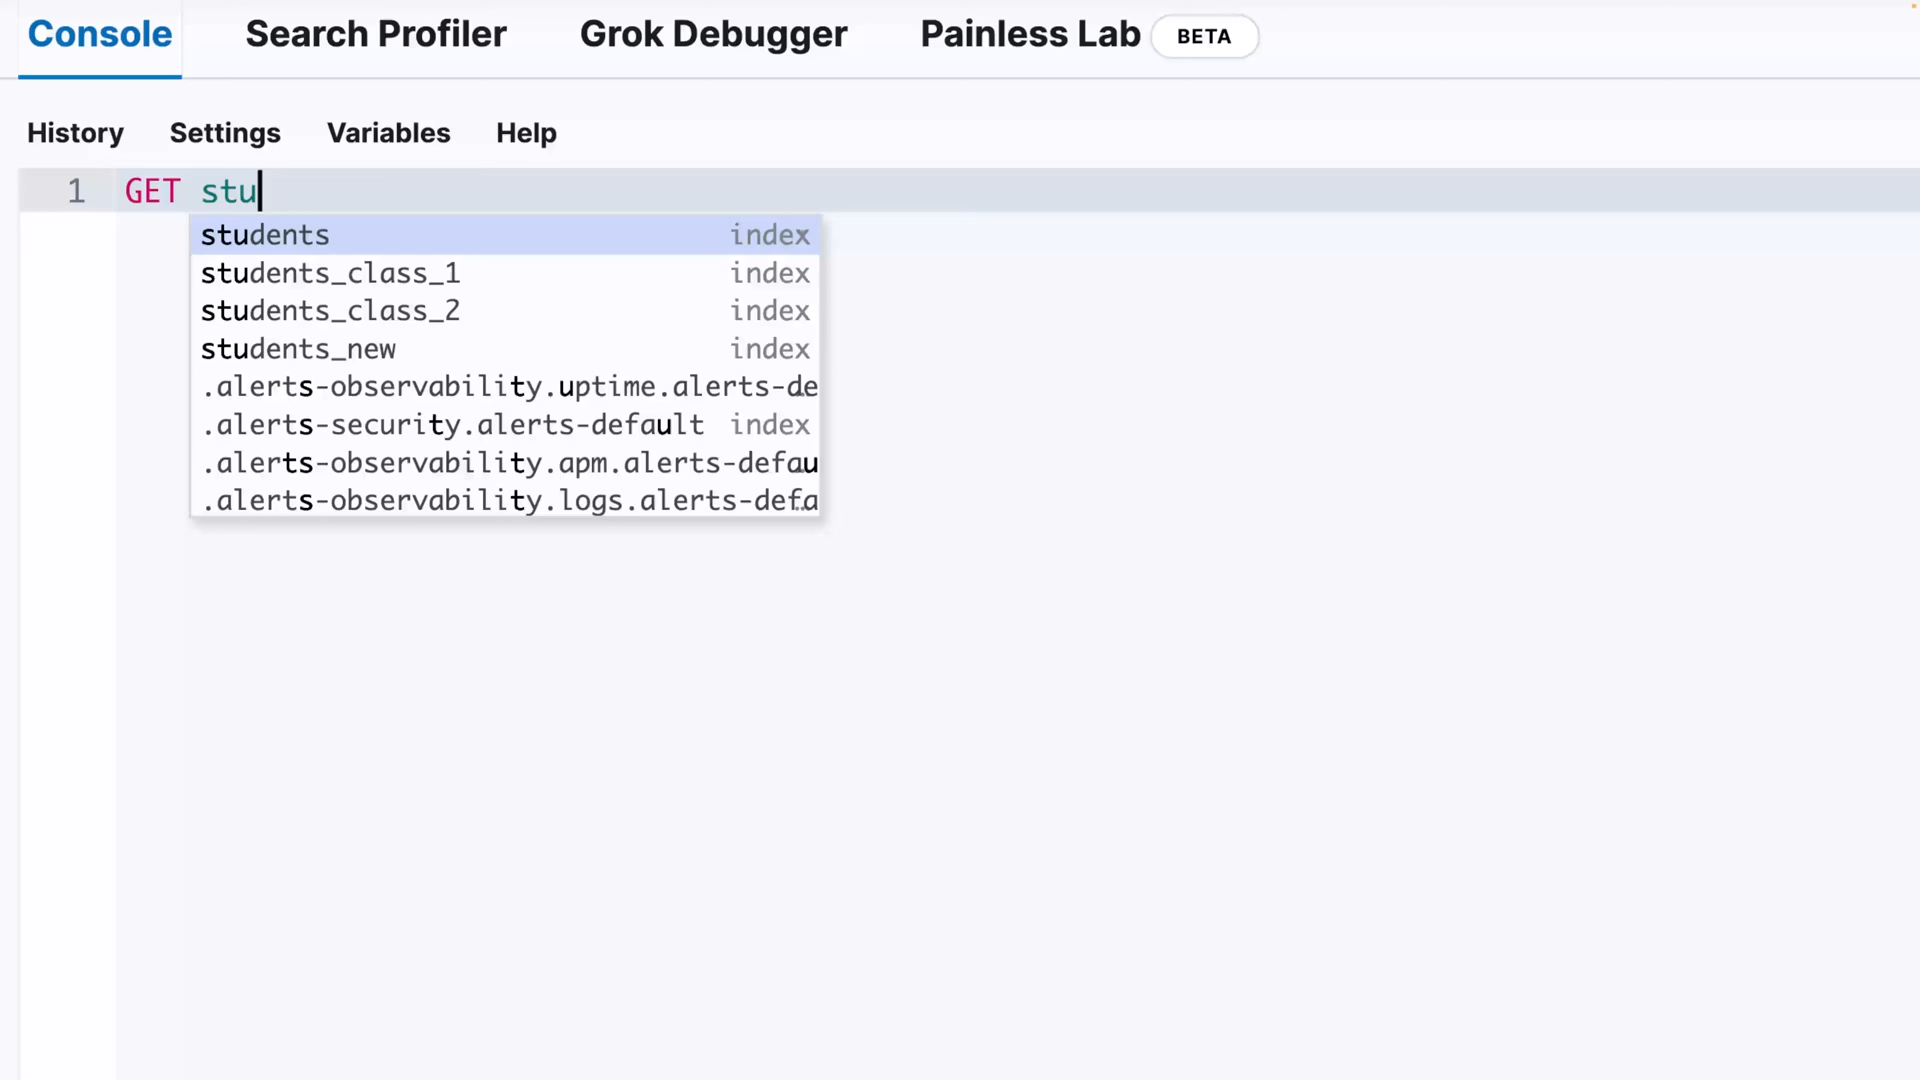 Console Search Profiler Grok Debugger Painless Lab BETA
History Settings Variables Help
1 GET stu
students index
students_class_1 index
students_class_2 index
students_new index
.alerts-observability.uptime.alerts-de
.alerts-security.alerts-default index
.alerts-observability.apm.alerts-defau
.alerts-observability.logs.alerts-defa